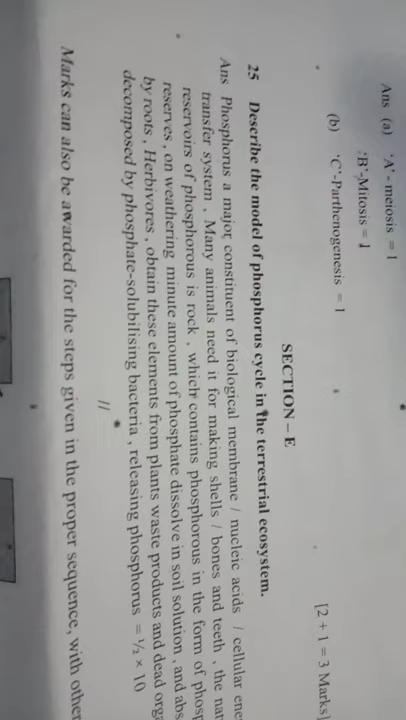 Ans (a) 'A' - meiosis = 1
'B'-Mitosis = 1
(b) 'C'-Parthenogenesis = 1
[2 + 1 = 3 Marks]
SECTION – E
25 Describe the model of phosphorus cycle in the terrestrial ecosystem.
Ans Phosphorus a major constituent of biological membrane / nucleic acids / cellular ene
transfer system , Many animals need it for making shells / bones and teeth , the nat
reservoirs of phosphorous is rock , which contains phosphorous in the form of phosp
reserves , on weathering minute amount of phosphate dissolve in soil solution , and abs
by roots , Herbivores , obtain these elements from plants waste products and dead orga
decomposed by phosphate-solubilising bacteria , releasing phosphorus = ½ × 10
//
Marks can also be awarded for the steps given in the proper sequence, with other